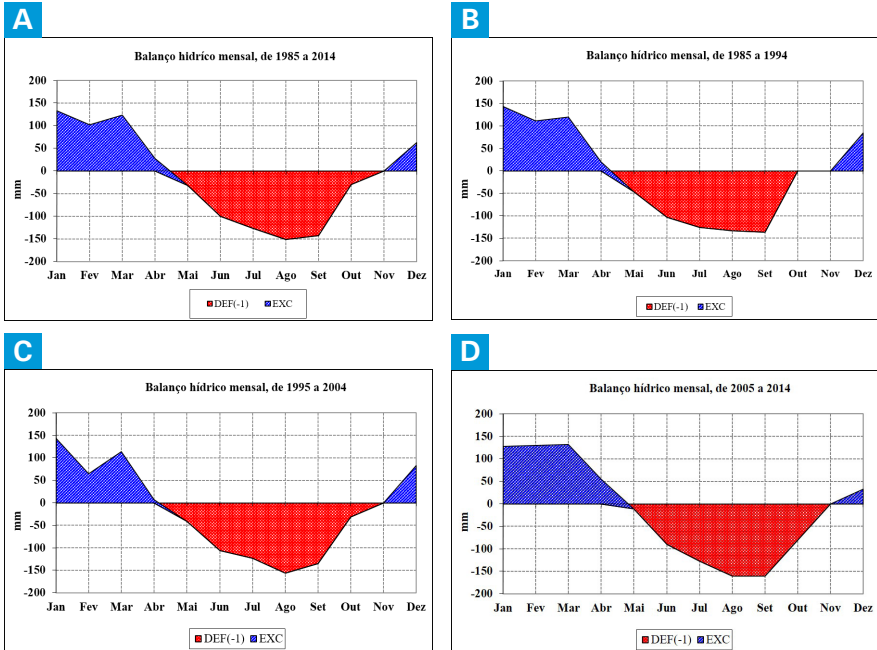 A
Balanço hidríco mensal, de 1985 a 2014
200
150
100
50
0
-50
-100
-150
-200
mm
Jan Fev Mar Abr Mai Jun Jul Ago Set Out Nov Dez
DEF(-1) EXC
B
Balanço hídrico mensal, de 1985 a 1994
200
150
100
50
0
-50
-100
-150
-200
mm
Jan Fev Mar Abr Mai Jun Jul Ago Set Out Nov Dez
DEF(-1) EXC
C
Balanço hídrico mensal, de 1995 a 2004
200
150
100
50
0
-50
-100
-150
-200
mm
Jan Fev Mar Abr Mai Jun Jul Ago Set Out Nov Dez
DEF(-1) EXC
D
Balanço hídrico mensal, de 2005 a 2014
200
150
100
50
0
-50
-100
-150
-200
mm
Jan Fev Mar Abr Mai Jun Jul Ago Set Out Nov Dez
DEF(-1) EXC